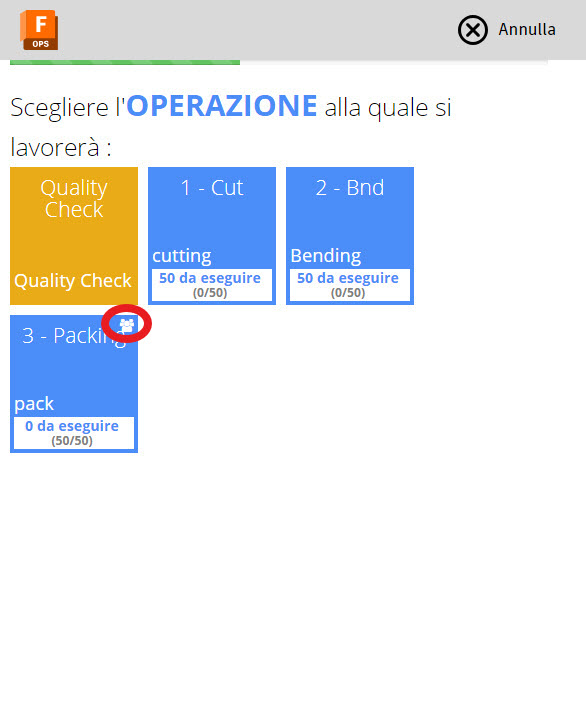 F
OPS
Annulla
Scegliere l'OPERAZIONE alla quale si
lavorerà :
Quality
Check
Quality Check
1 - Cut
cutting
50 da eseguire
(0/50)
2 - Bnd
Bending
50 da eseguire
(0/50)
3 - Packing
pack
0 da eseguire
(50/50)